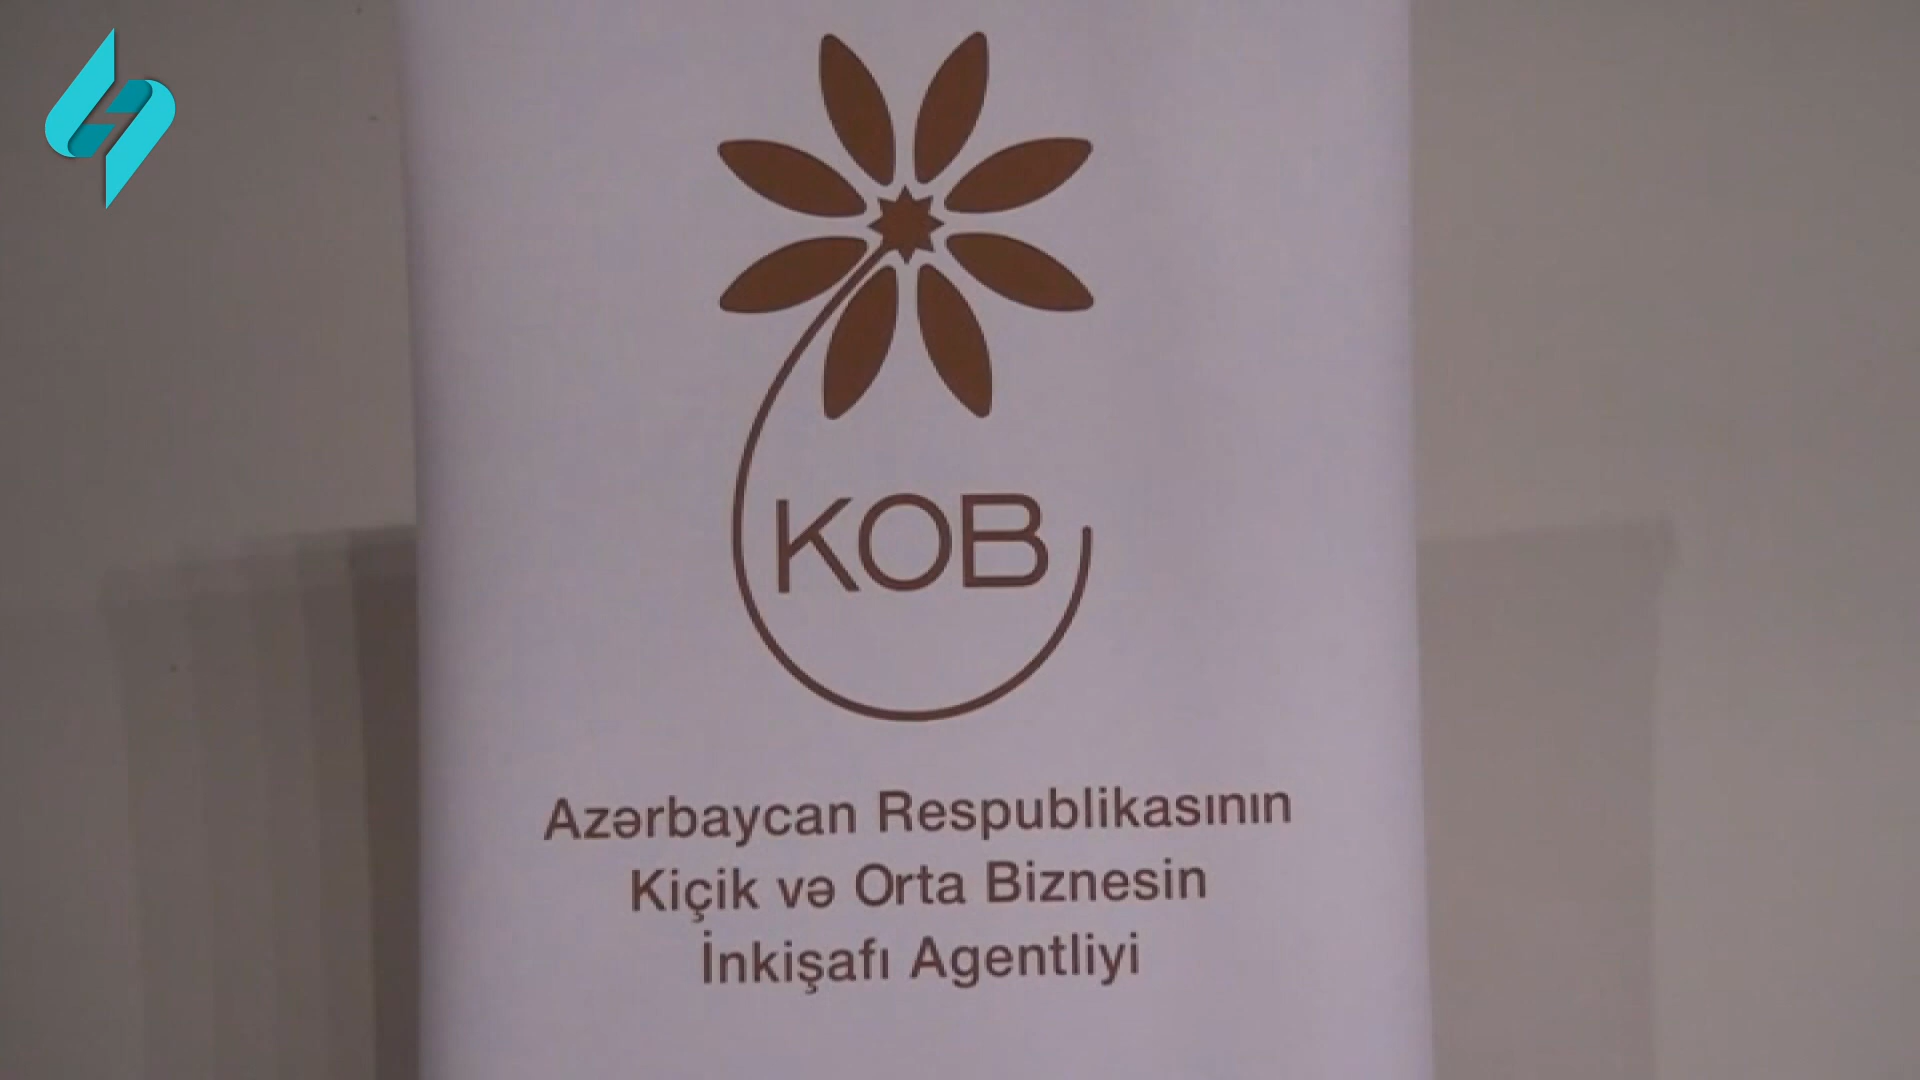 KOB
Azərbaycan Respublikasının
Kiçik və Orta Biznesin
İnkişafı Agentliyi